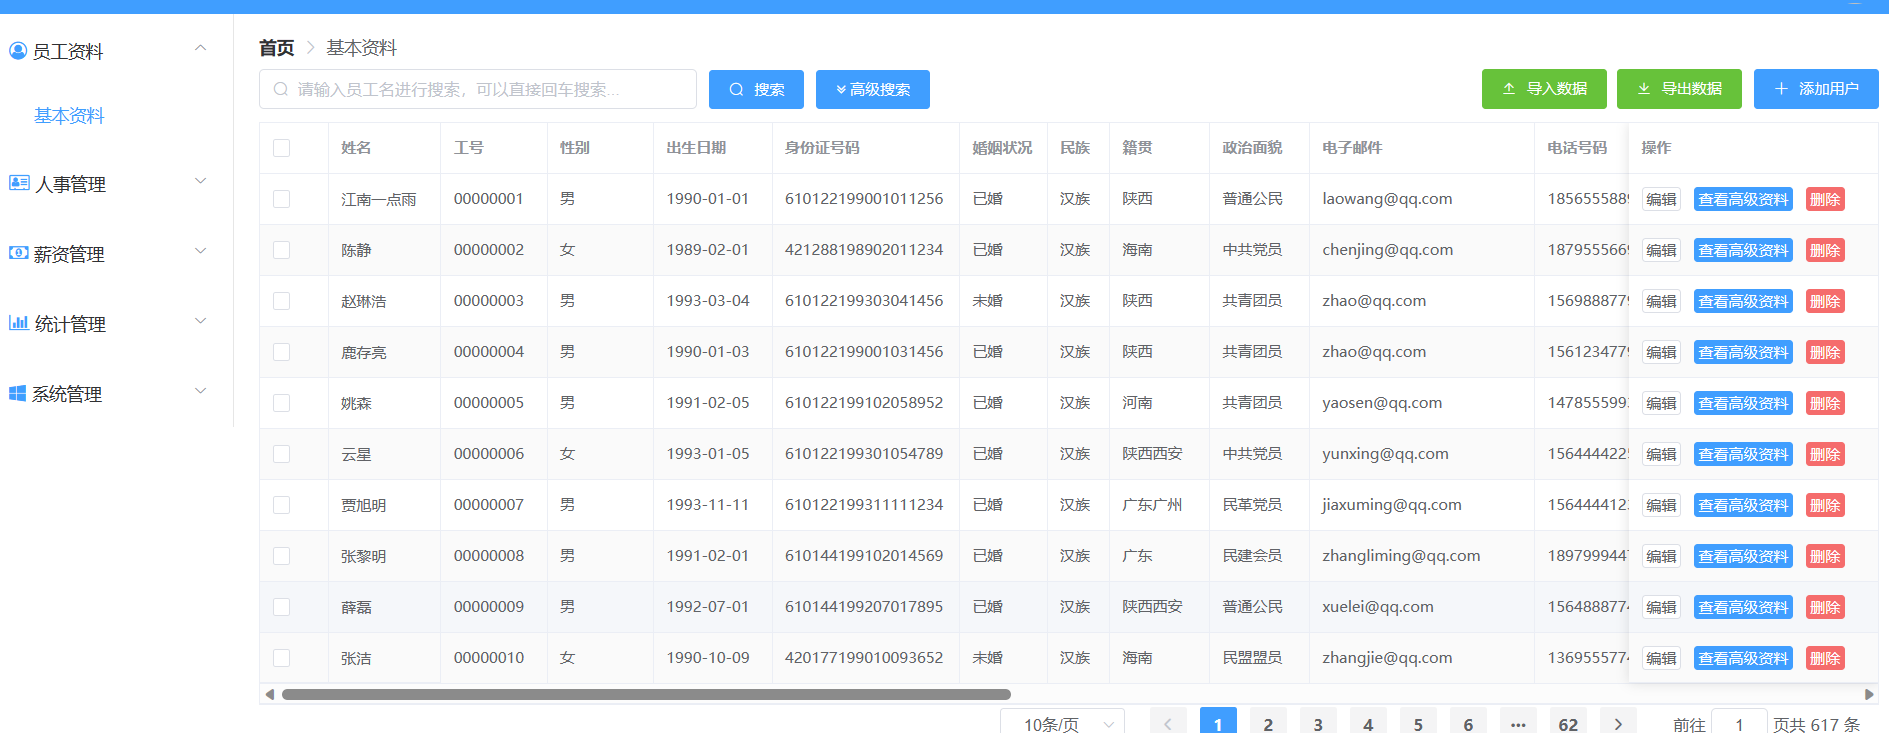 员工资料
基本资料
人事管理
薪资管理
统计管理
系统管理
首页 > 基本资料
请输入员工名进行搜索，可以直接回车搜索... 搜索 高级搜索 导入数据 导出数据 添加用户
姓名 工号 性别 出生日期 身份证号码 婚姻状况 民族 籍贯 政治面貌 电子邮件 电话号码 操作
江南一点雨 00000001 男 1990-01-01 610122199001011256 已婚 汉族 陕西 普通公民 laowang@qq.com 185655588 编辑 查看高级资料 删除
陈静 00000002 女 1989-02-01 421288198902011234 已婚 汉族 海南 中共党员 chenjing@qq.com 187955566 编辑 查看高级资料 删除
赵琳浩 00000003 男 1993-03-04 610122199303041456 未婚 汉族 陕西 共青团员 zhao@qq.com 156988877 编辑 查看高级资料 删除
鹿存亮 00000004 男 1990-01-03 610122199001031456 已婚 汉族 陕西 共青团员 zhao@qq.com 156123477 编辑 查看高级资料 删除
姚森 00000005 男 1991-02-05 610122199102058952 已婚 汉族 河南 共青团员 yaosen@qq.com 147855599 编辑 查看高级资料 删除
云星 00000006 女 1993-01-05 610122199301054789 已婚 汉族 陕西西安 中共党员 yunxing@qq.com 156444422 编辑 查看高级资料 删除
贾旭明 00000007 男 1993-11-11 610122199311111234 已婚 汉族 广东广州 民革党员 jiaxuming@qq.com 156444412 编辑 查看高级资料 删除
张黎明 00000008 男 1991-02-01 610144199102014569 已婚 汉族 广东 民建会员 zhangliming@qq.com 189799944 编辑 查看高级资料 删除
薛磊 00000009 男 1992-07-01 610144199207017895 已婚 汉族 陕西西安 普通公民 xuelei@qq.com 156488877 编辑 查看高级资料 删除
张洁 00000010 女 1990-10-09 420177199010093652 未婚 汉族 海南 民盟盟员 zhangjie@qq.com 136955577 编辑 查看高级资料 删除
10条/页 < 1 2 3 4 5 6 ••• 62 > 前往 1 页共 617 条